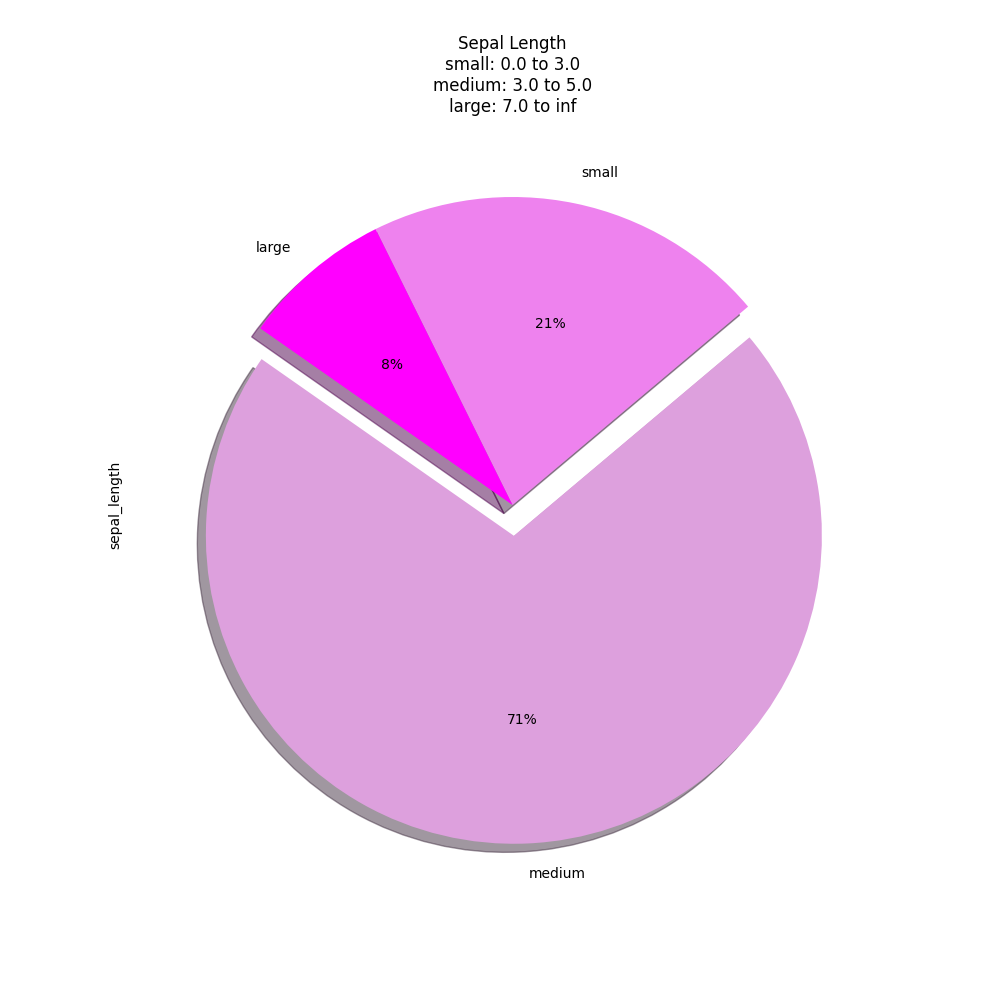 Sepal Length
small: 0.0 to 3.0
medium: 3.0 to 5.0
large: 7.0 to inf
small
large
21%
8%
sepal_length
71%
medium